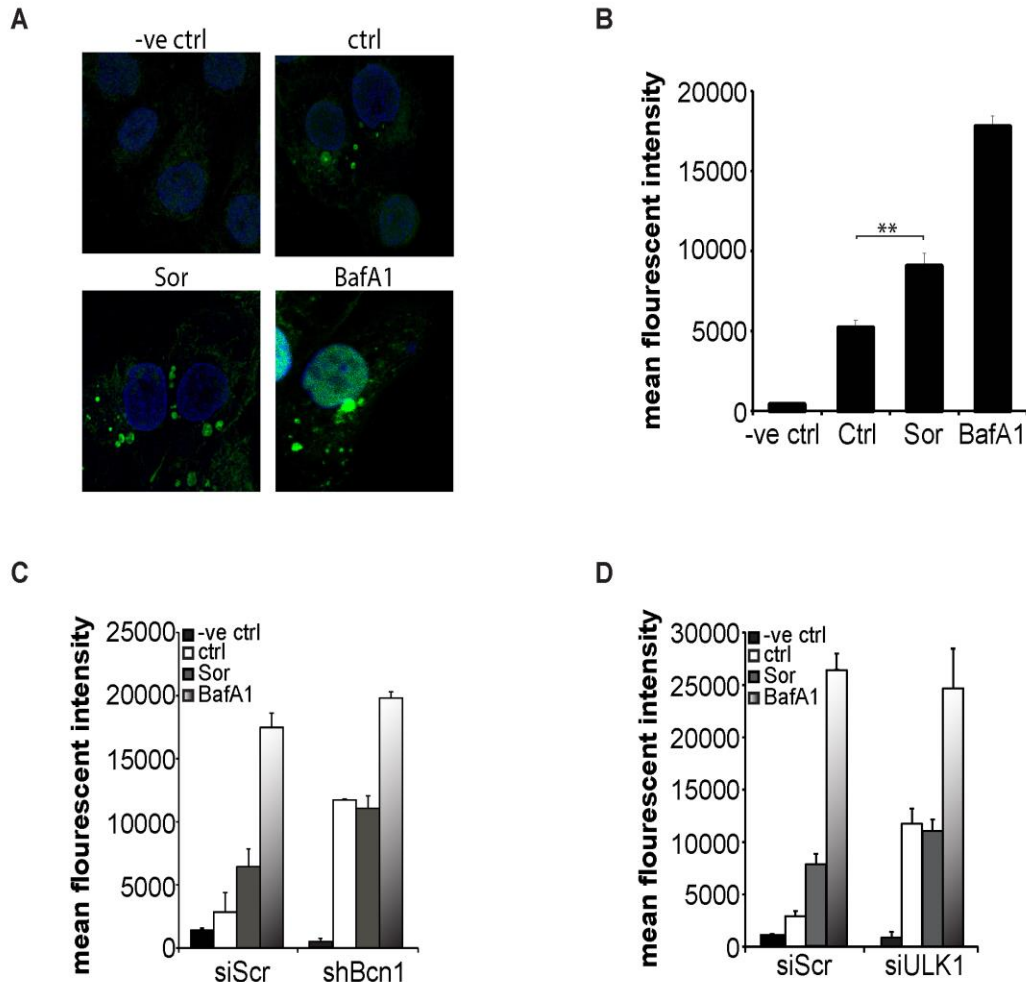 A
-ve ctrl
ctrl
Sor
BafA1
B
mean flourescent intensity
20000
15000
10000
5000
0
**
-ve ctrl
Ctrl
Sor
BafA1
C
mean flourescent intensity
25000
20000
15000
10000
5000
0
-ve ctrl
ctrl
Sor
BafA1
siScr
shBcn1
D
mean flourescent intensity
30000
25000
20000
15000
10000
5000
0
-ve ctrl
ctrl
Sor
BafA1
siScr
siULK1